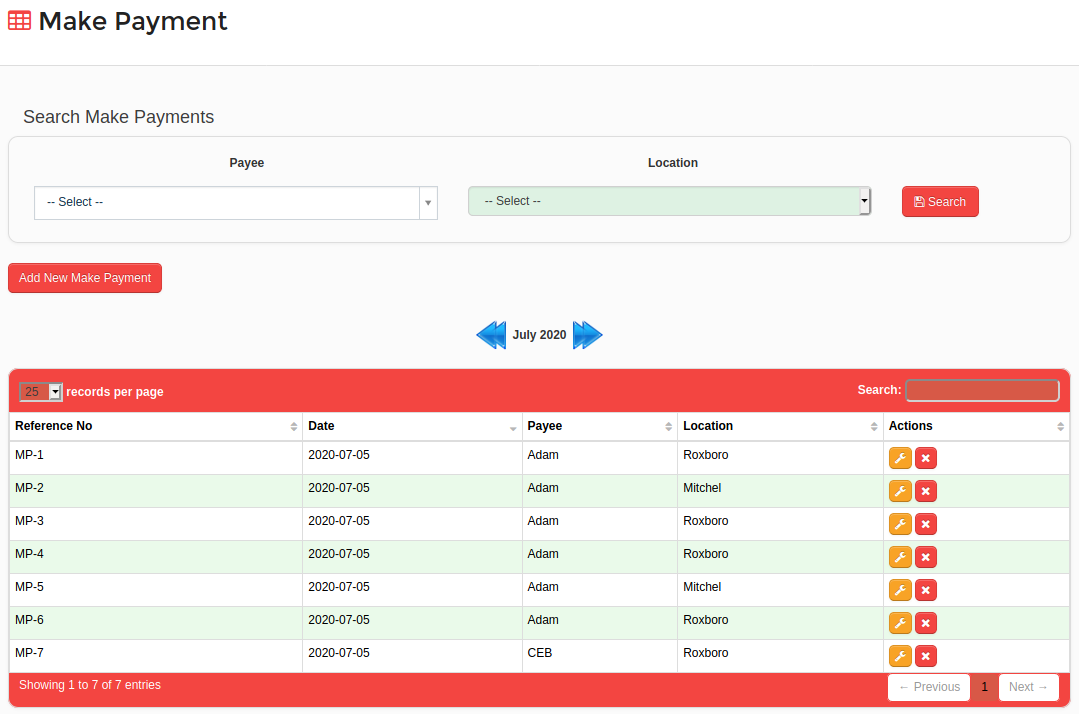 Make Payment
Search Make Payments
Payee Location
-- Select -- -- Select -- Search
Add New Make Payment
July 2020
25 records per page Search:
Reference No Date Payee Location Actions
MP-1 2020-07-05 Adam Roxboro
MP-2 2020-07-05 Adam Mitchel
MP-3 2020-07-05 Adam Roxboro
MP-4 2020-07-05 Adam Roxboro
MP-5 2020-07-05 Adam Mitchel
MP-6 2020-07-05 Adam Roxboro
MP-7 2020-07-05 CEB Roxboro
Showing 1 to 7 of 7 entries ← Previous 1 Next →